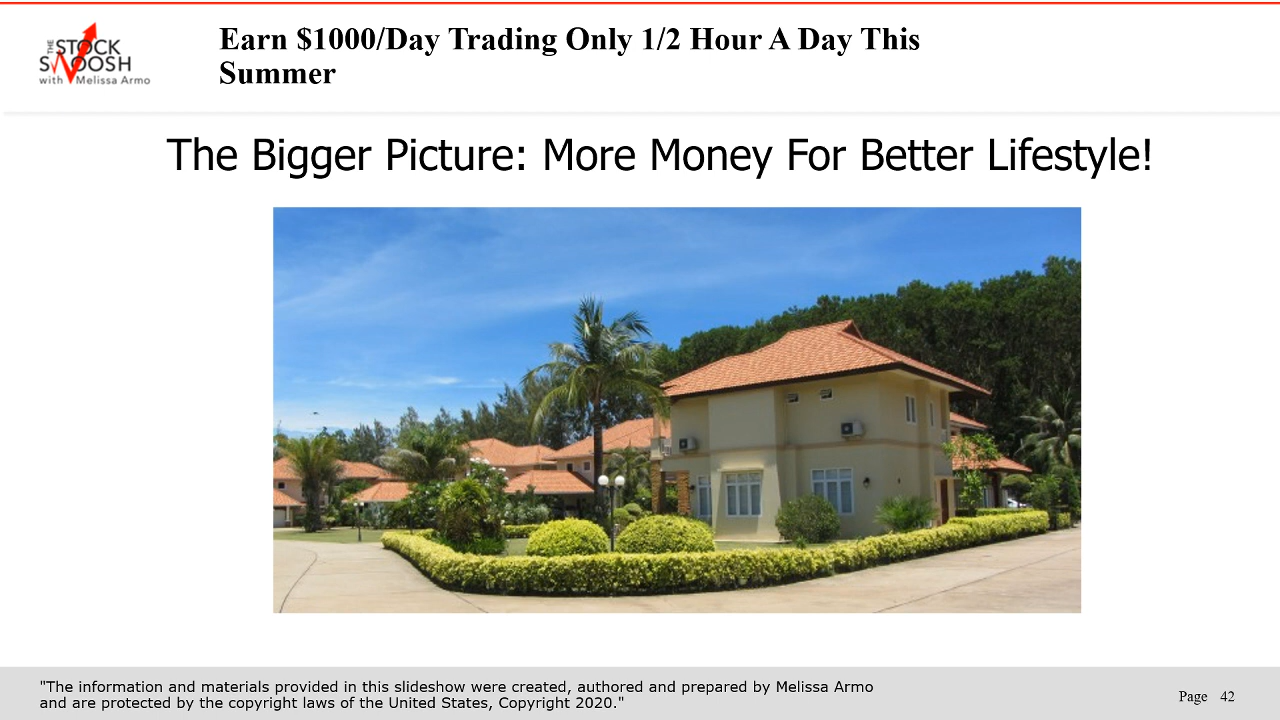 THE STOCK
SWOOSH
with Melissa Armo
Earn $1000/Day Trading Only 1/2 Hour A Day This
Summer
The Bigger Picture: More Money For Better Lifestyle!
"The information and materials provided in this slideshow were created, authored and prepared by Melissa Armo
and are protected by the copyright laws of the United States, Copyright 2020."
Page 42